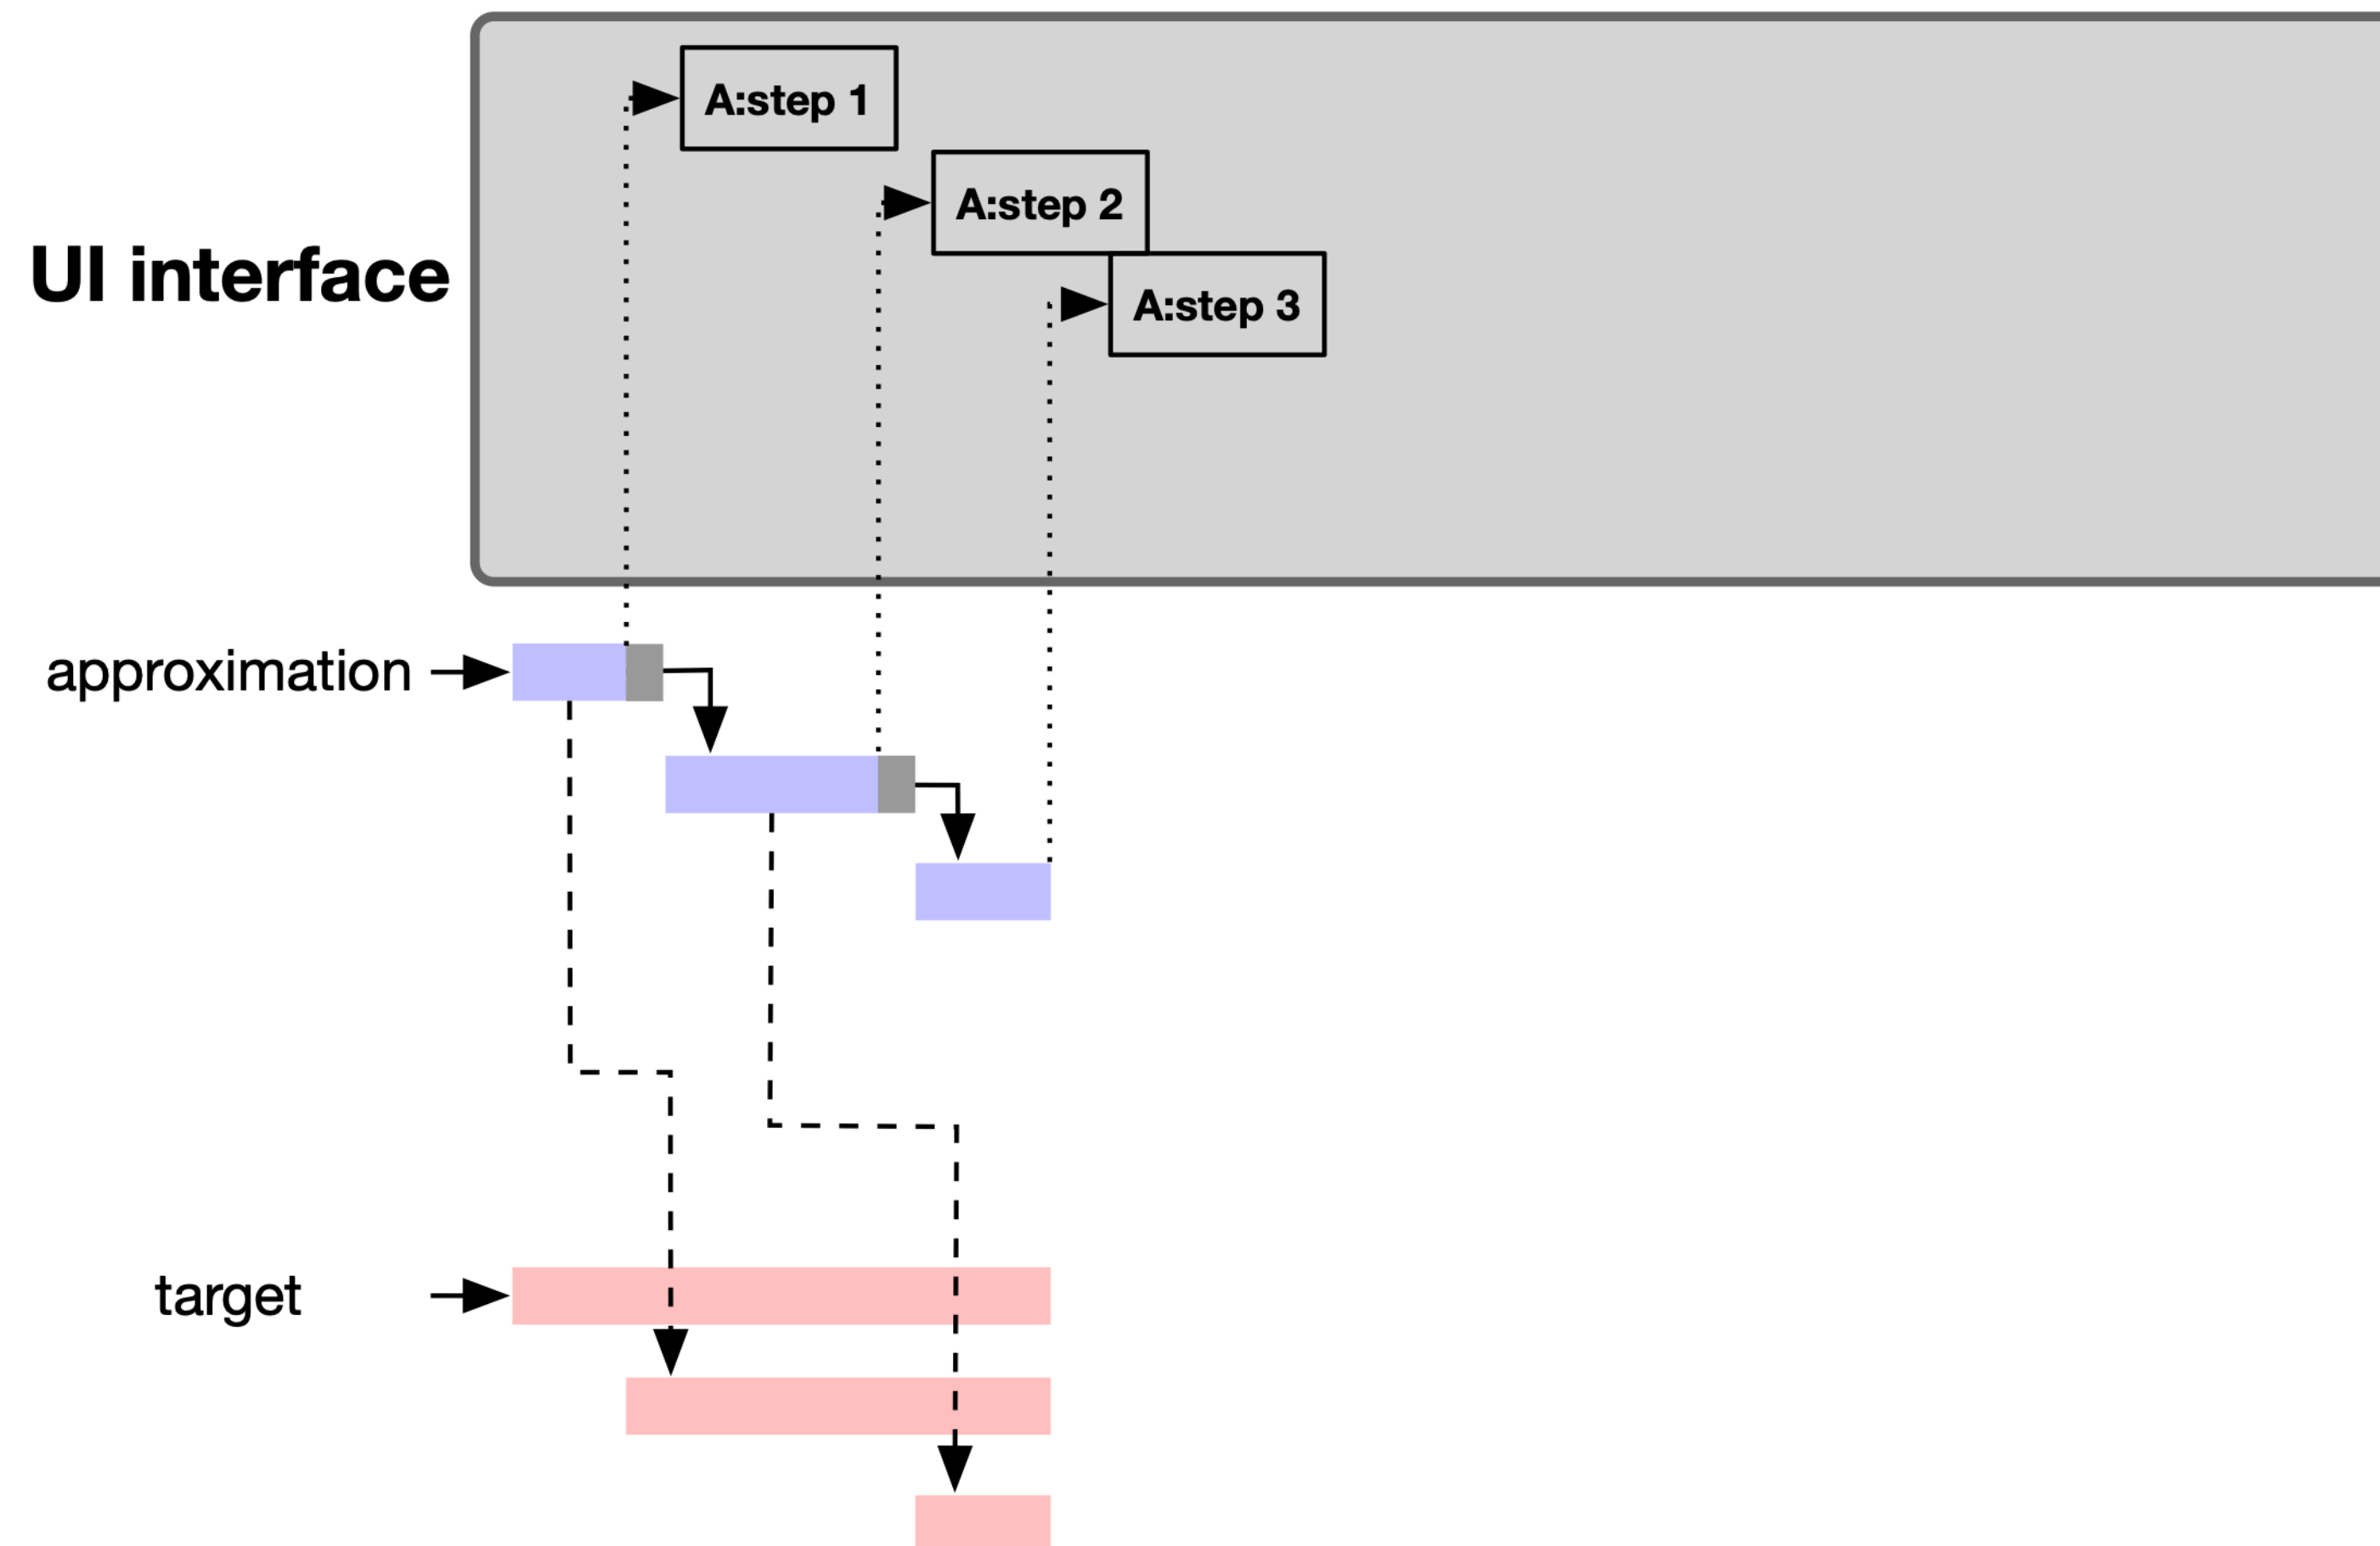 A:step 1
A:step 2
UI interface
A:step 3
approximation
target